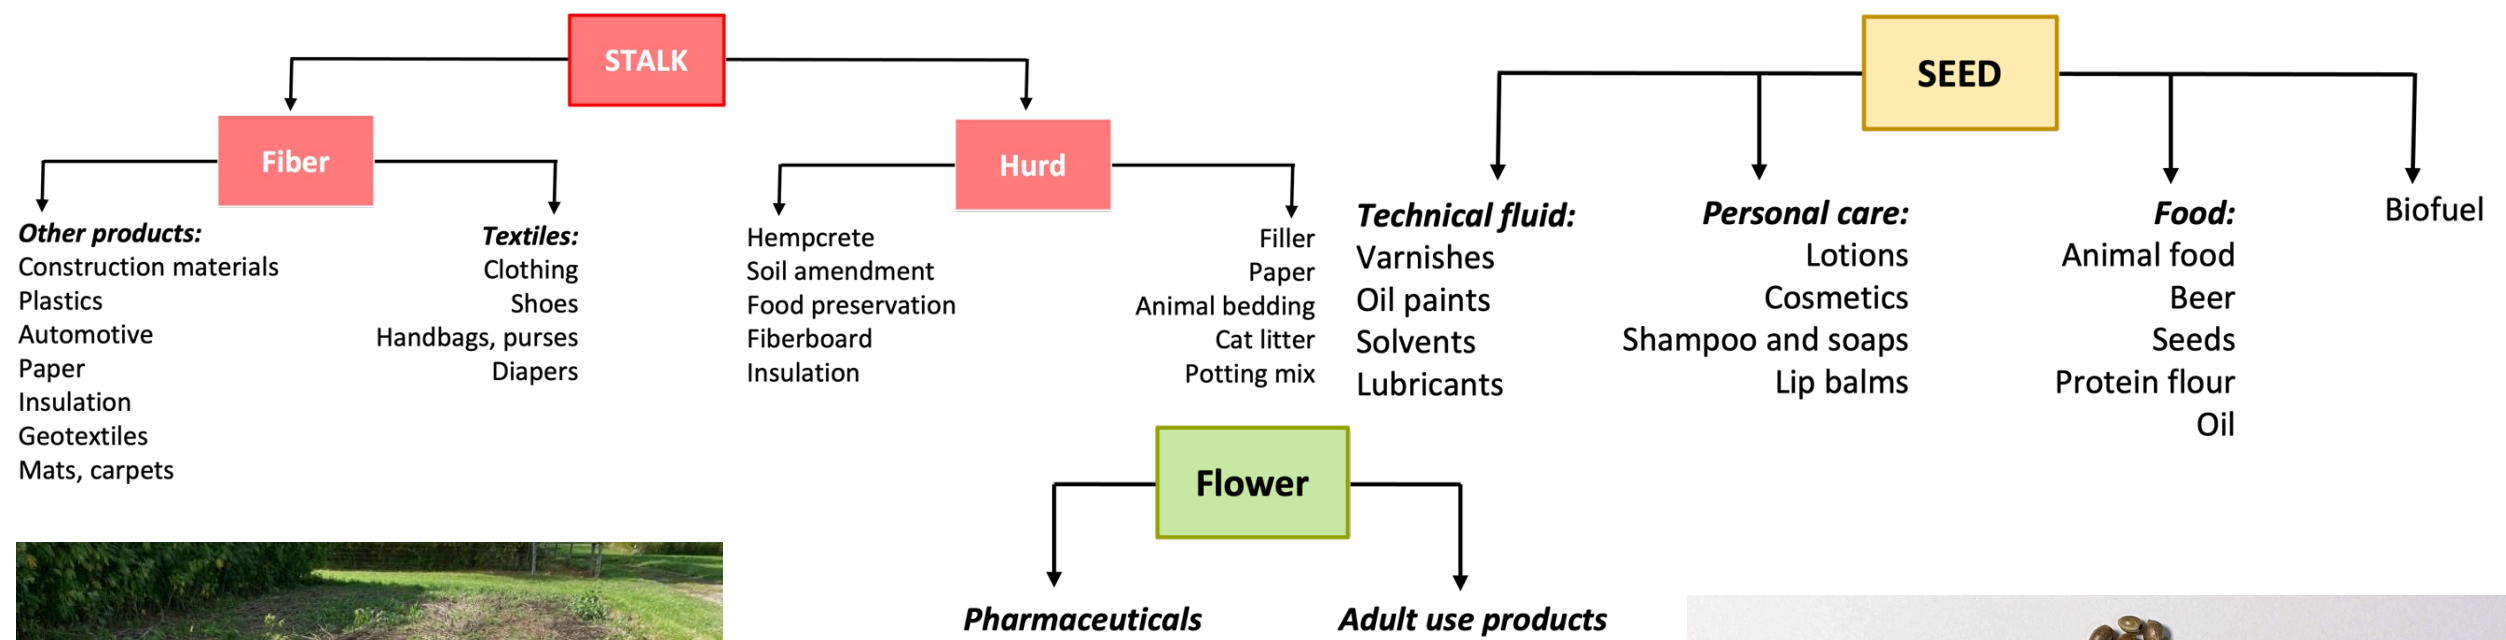 STALK
Fiber
Other products:
Construction materials
Plastics
Automotive
Paper
Insulation
Geotextiles
Mats, carpets
Textiles:
Clothing
Shoes
Handbags, purses
Diapers
Hurd
Hempcrete
Soil amendment
Food preservation
Fiberboard
Insulation
Filler
Paper
Animal bedding
Cat litter
Potting mix
SEED
Technical fluid:
Varnishes
Oil paints
Solvents
Lubricants
Personal care:
Lotions
Cosmetics
Shampoo and soaps
Lip balms
Food:
Animal food
Beer
Seeds
Protein flour
Oil
Biofuel
Flower
Pharmaceuticals
Adult use products